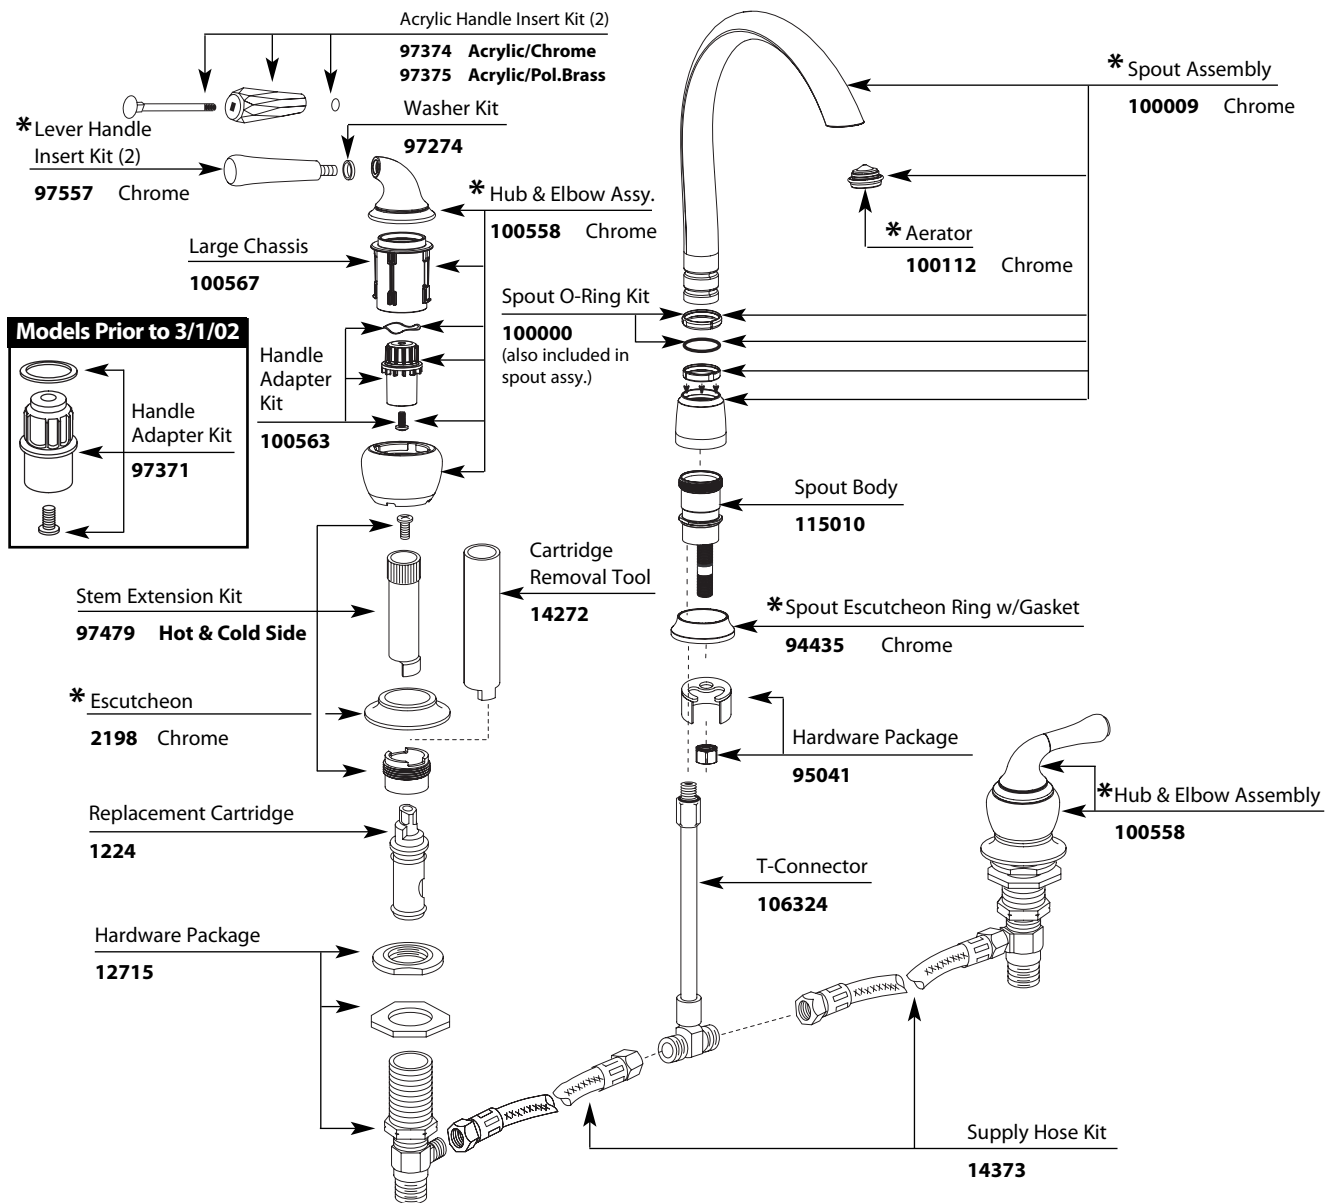 Acrylic Handle Insert Kit (2)
97374 Acrylic/Chrome
97375 Acrylic/Pol.Brass
Washer Kit
97274
*Lever Handle
Insert Kit (2)
97557 Chrome
*Hub & Elbow Assy.
100558 Chrome
Large Chassis
100567
Models Prior to 3/1/02
Handle
Adapter Kit
97371
Handle
Adapter
Kit
100563
Stem Extension Kit
97479 Hot & Cold Side
Cartridge
Removal Tool
14272
*Escutcheon
2198 Chrome
Replacement Cartridge
1224
Hardware Package
12715
*Spout Assembly
100009 Chrome
*Aerator
100112 Chrome
Spout O-Ring Kit
100000
(also included in
spout assy.)
Spout Body
115010
*Spout Escutcheon Ring w/Gasket
94435 Chrome
Hardware Package
95041
T-Connector
106324
*Hub & Elbow Assembly
100558
Supply Hose Kit
14373